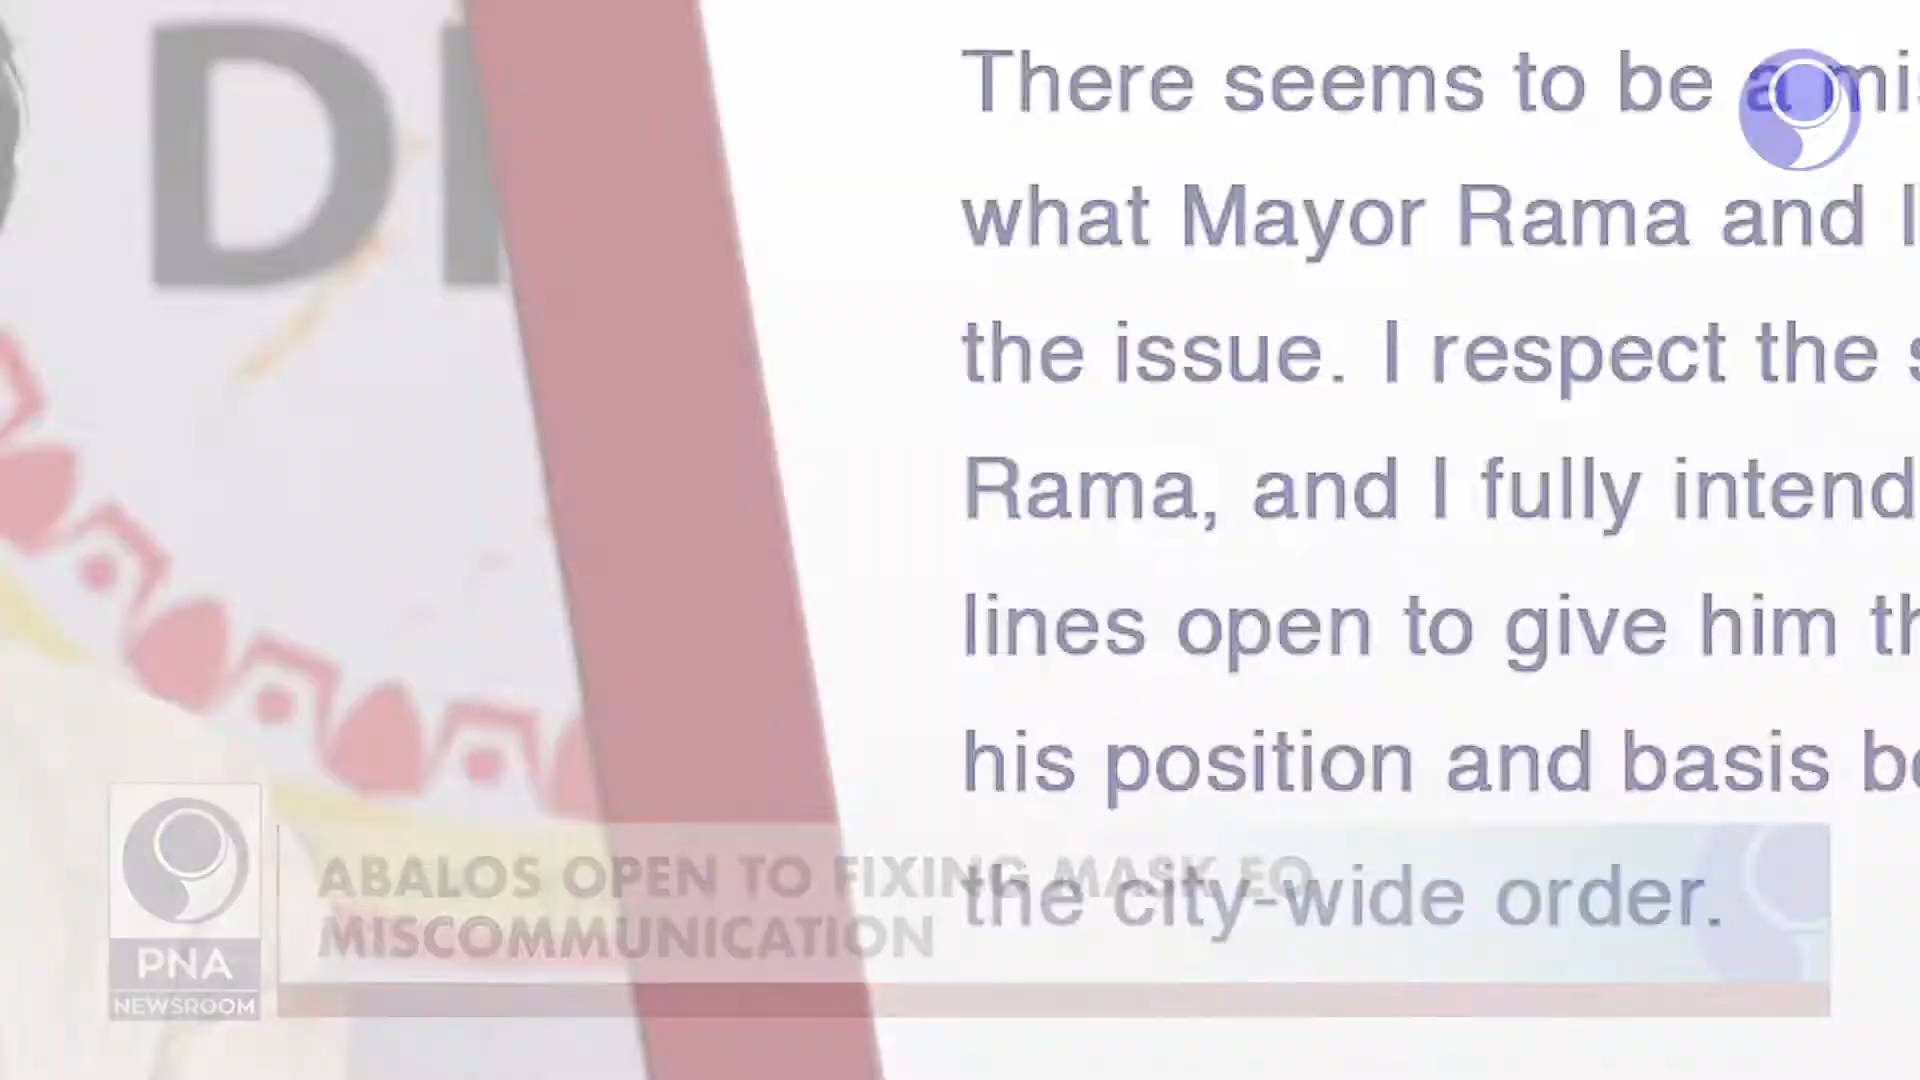 There seems to be a mis
what Mayor Rama and I
the issue. I respect the s
Rama, and I fully intend
lines open to give him th
his position and basis be
the city-wide order.
ABALOS OPEN TO FIXING MASK EO
MISCOMMUNICATION
PNA
NEWSROOM